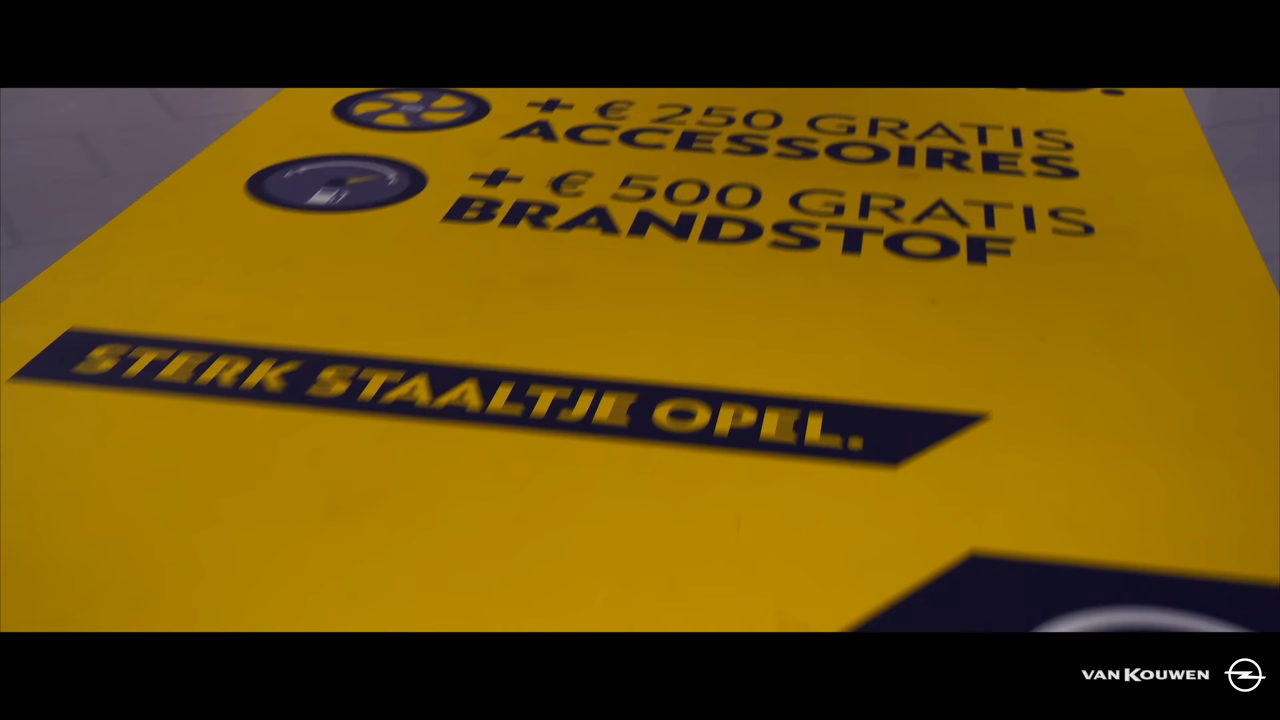 + € 250 GRATIS
ACCESSOIRES
+ € 500 GRATIS
BRANDSTOF
STERK STAALTJE OPEL.
VAN KOUWEN